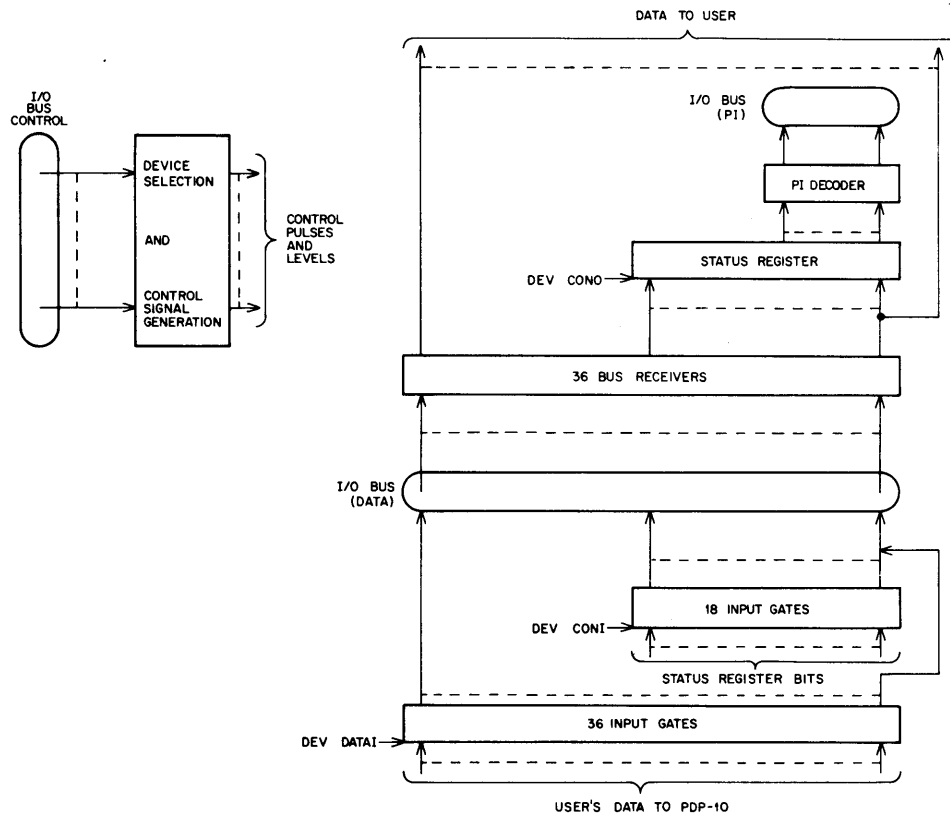 DATA TO USER
I/O
BUS
CONTROL
DEVICE
SELECTION
AND
CONTROL
SIGNAL
GENERATION
CONTROL
PULSES
AND
LEVELS
I/O BUS
(PI)
PI DECODER
STATUS REGISTER
DEV CONO
36 BUS RECEIVERS
I/O BUS
(DATA)
18 INPUT GATES
DEV CONI
STATUS REGISTER BITS
36 INPUT GATES
DEV DATAI
USER'S DATA TO PDP-10